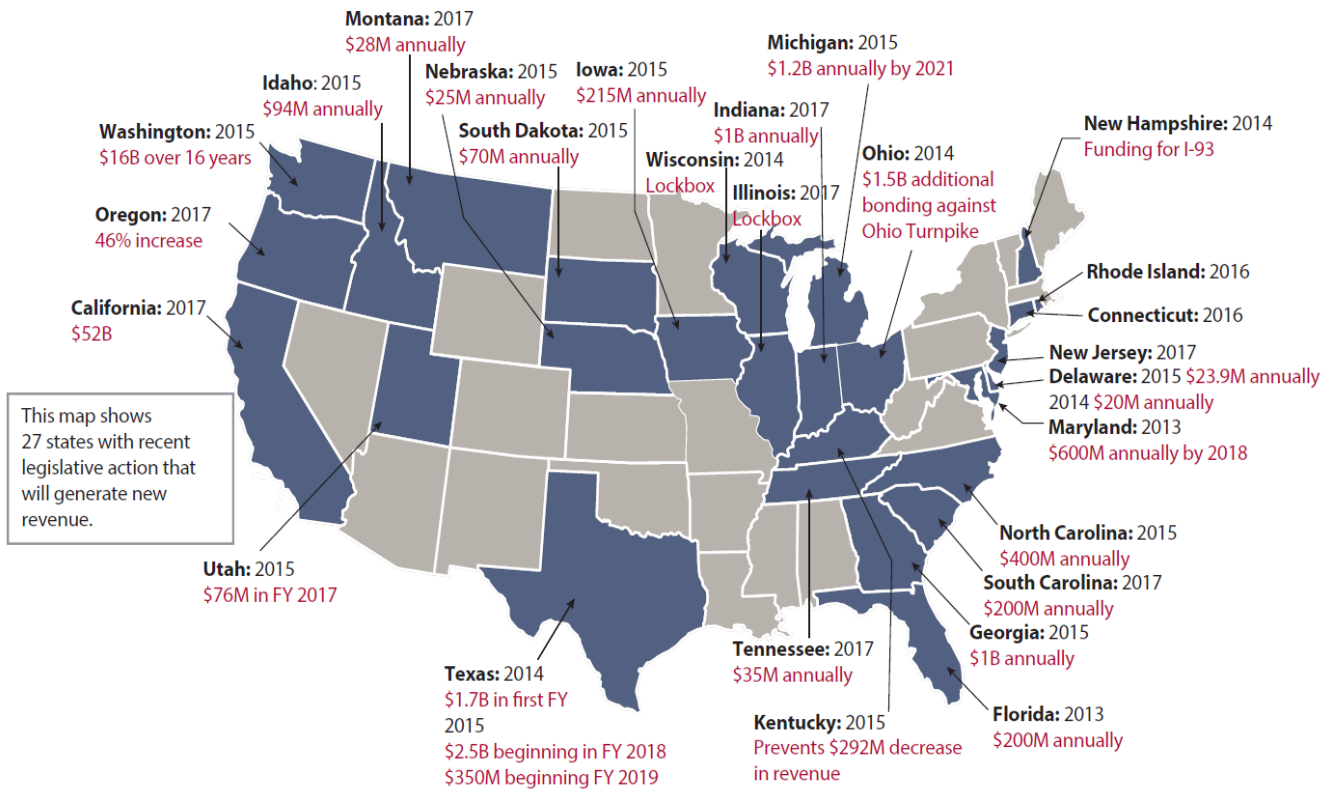 Montana: 2017
$28M annually
Michigan: 2015
$1.2B annually by 2021
Nebraska: 2015
$25M annually
Iowa: 2015
$215M annually
Idaho: 2015
$94M annually
Indiana: 2017
$1B annually
New Hampshire: 2014
Funding for I-93
Washington: 2015
$16B over 16 years
South Dakota: 2015
$70M annually
Wisconsin: 2014
Lockbox
Illinois: 2017
Lockbox
Ohio: 2014
$1.5B additional
bonding against
Ohio Turnpike
Oregon: 2017
46% increase
Rhode Island: 2016
California: 2017
$52B
Connecticut: 2016
New Jersey: 2017
Delaware: 2015 $23.9M annually
2014 $20M annually
Maryland: 2013
$600M annually by 2018
This map shows
27 states with recent
legislative action that
will generate new
revenue.
North Carolina: 2015
$400M annually
Utah: 2015
$76M in FY 2017
South Carolina: 2017
$200M annually
Georgia: 2015
$1B annually
Tennessee: 2017
$35M annually
Texas: 2014
$1.7B in first FY
2015
$2.5B beginning in FY 2018
$350M beginning FY 2019
Kentucky: 2015
Prevents $292M decrease
in revenue
Florida: 2013
$200M annually